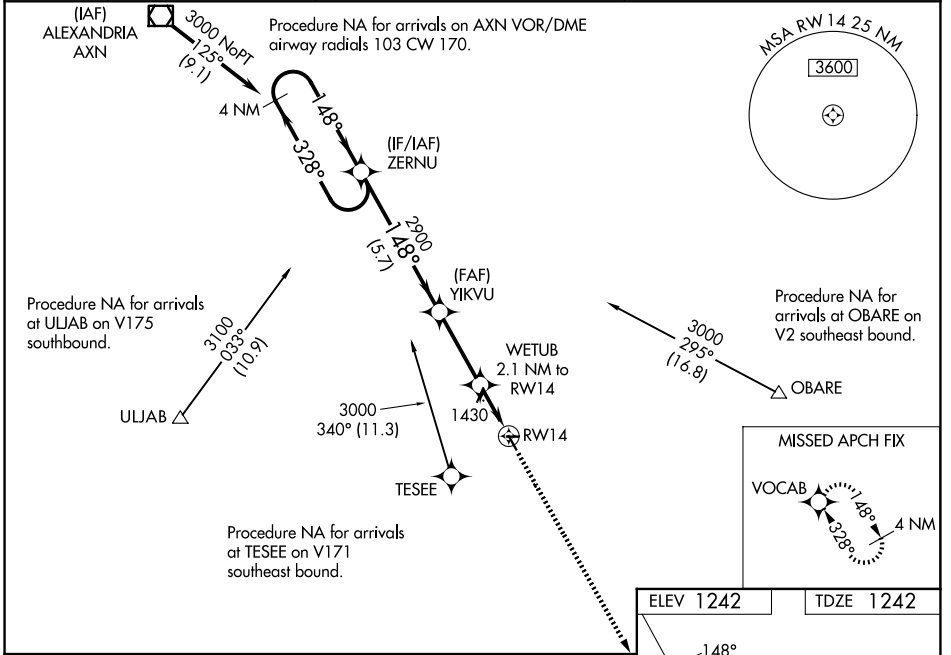 (IAF)
ALEXANDRIA
AXN
3000 NoPT
125°
(9.1)
Procedure NA for arrivals on AXN VOR/DME
airway radials 103 CW 170.
MSA RW 14 25 NM
3600
4 NM
148°
328°
(IF/IAF)
ZERNU
2900
148°
(5.7)
(FAF)
YIKVU
Procedure NA for arrivals
at ULJAB on V175
southbound.
3100
033°
(10.9)
ULJAB
WETUB
2.1 NM to
RW14
1430
RW14
3000
340° (11.3)
TESEE
Procedure NA for
arrivals at OBARE on
V2 southeast bound.
3000
295°
(16.8)
OBARE
Procedure NA for arrivals
at TESEE on V171
southeast bound.
MISSED APCH FIX
VOCAB
148°
328°
4 NM
ELEV 1242
TDZE 1242
148°